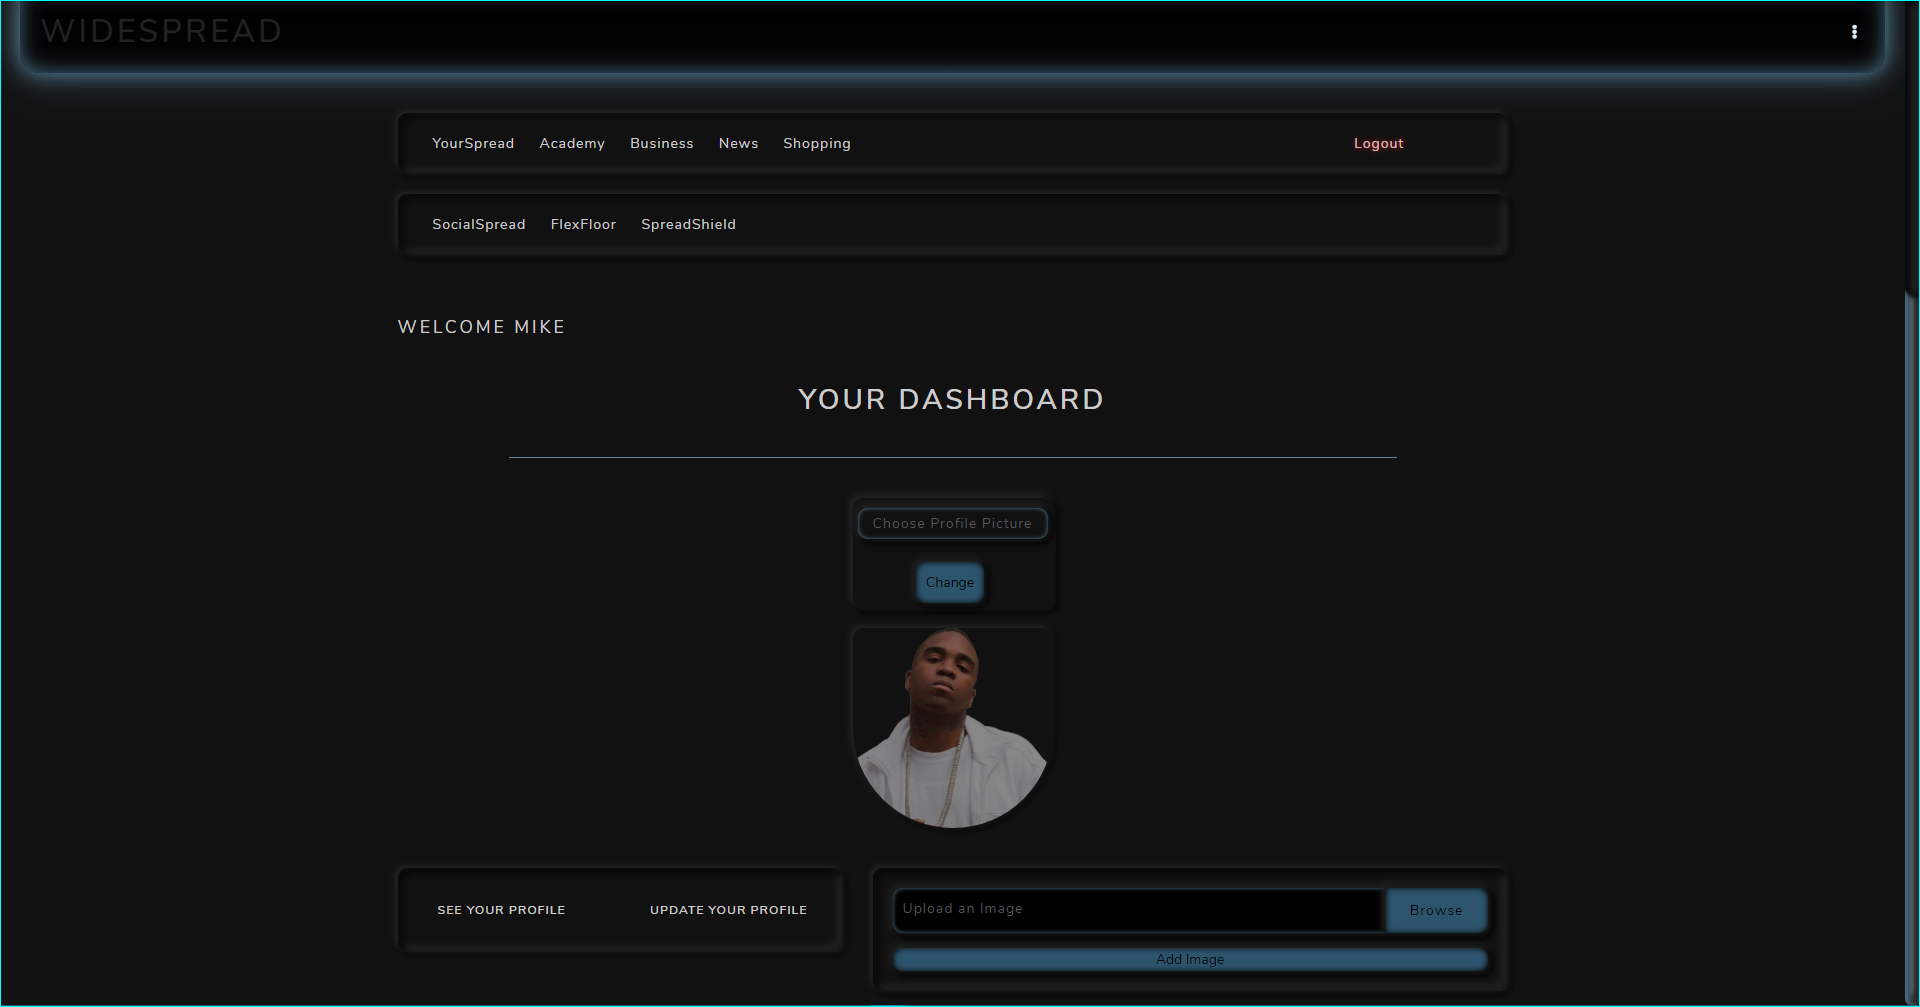 WIDESPREAD
YourSpread Academy Business News Shopping Logout
SocialSpread FlexFloor SpreadShield
WELCOME MIKE
YOUR DASHBOARD
Choose Profile Picture
Change
SEE YOUR PROFILE UPDATE YOUR PROFILE
Upload an Image Browse
Add Image